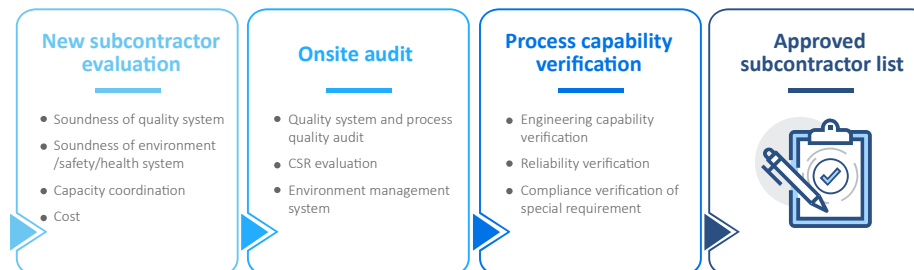 New subcontractor
evaluation
Soundness of quality system
Soundness of environment
/safety/health system
Capacity coordination
Cost
Onsite audit
Quality system and process
quality audit
CSR evaluation
Environment management
system
Process capability
verification
Engineering capability
verification
Reliability verification
Compliance verification of
special requirement
Approved
subcontractor list